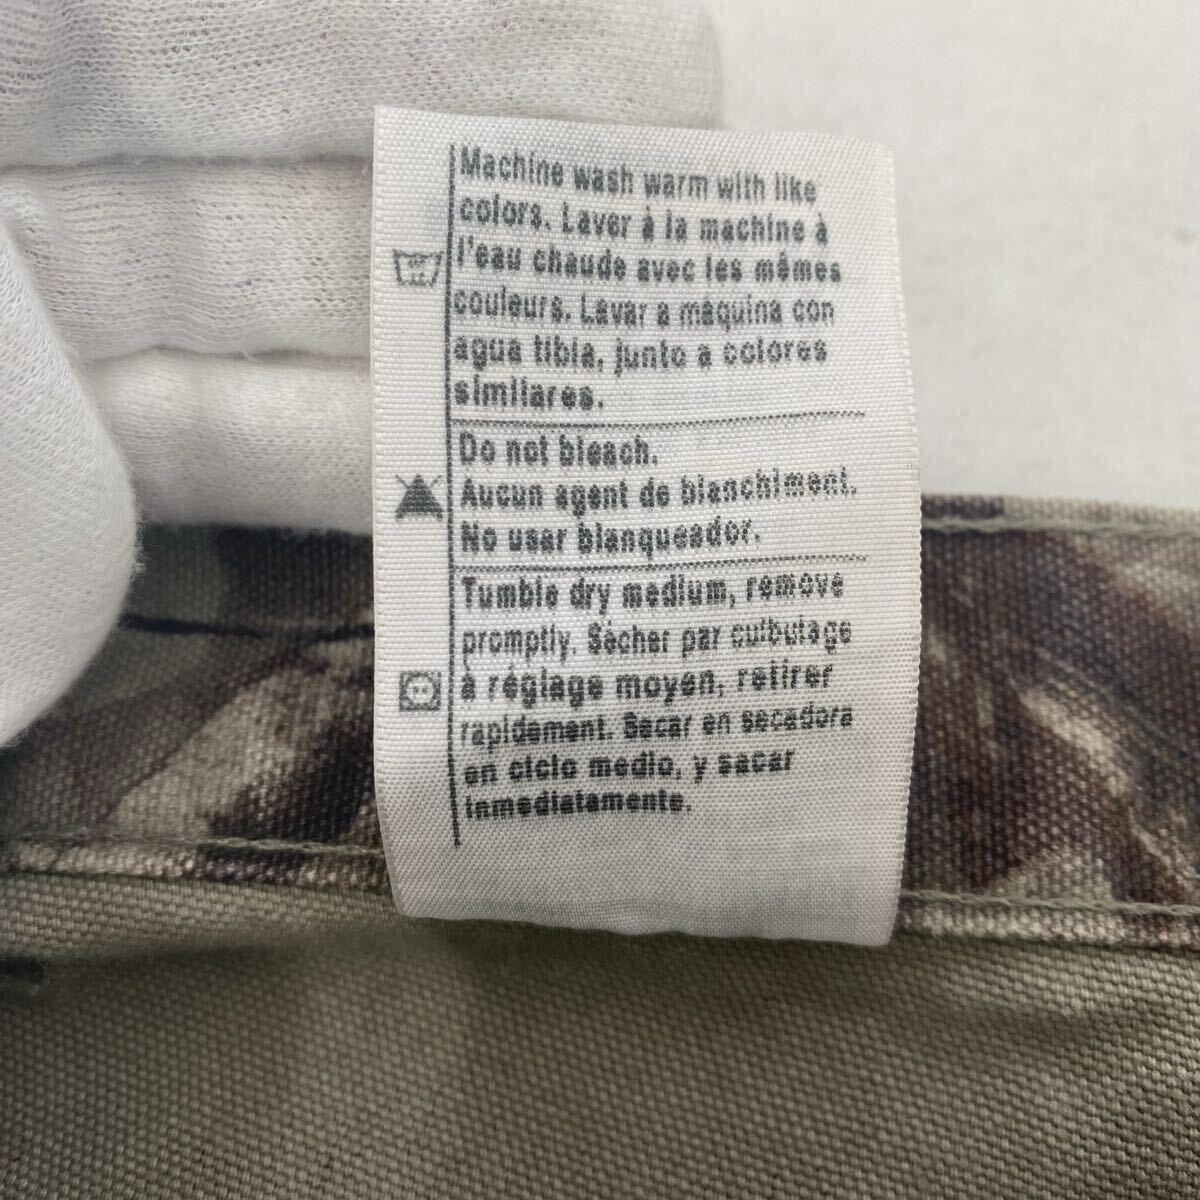 Machine wash warm with like
colors. Laver à la machine à
l'eau chaude avec les mêmes
couleurs. Lavar a maquina con
agua tibia, junto a colores
similares.
Do not bleach.
Aucun agent de blanchiment.
No usar blanqueador.
Tumble dry medium, remove
promptly. Sécher par culbutage
à réglage moyen, retirer
rapidement. Secar en secadora
en ciclo medio, y sacar
inmediatamente.